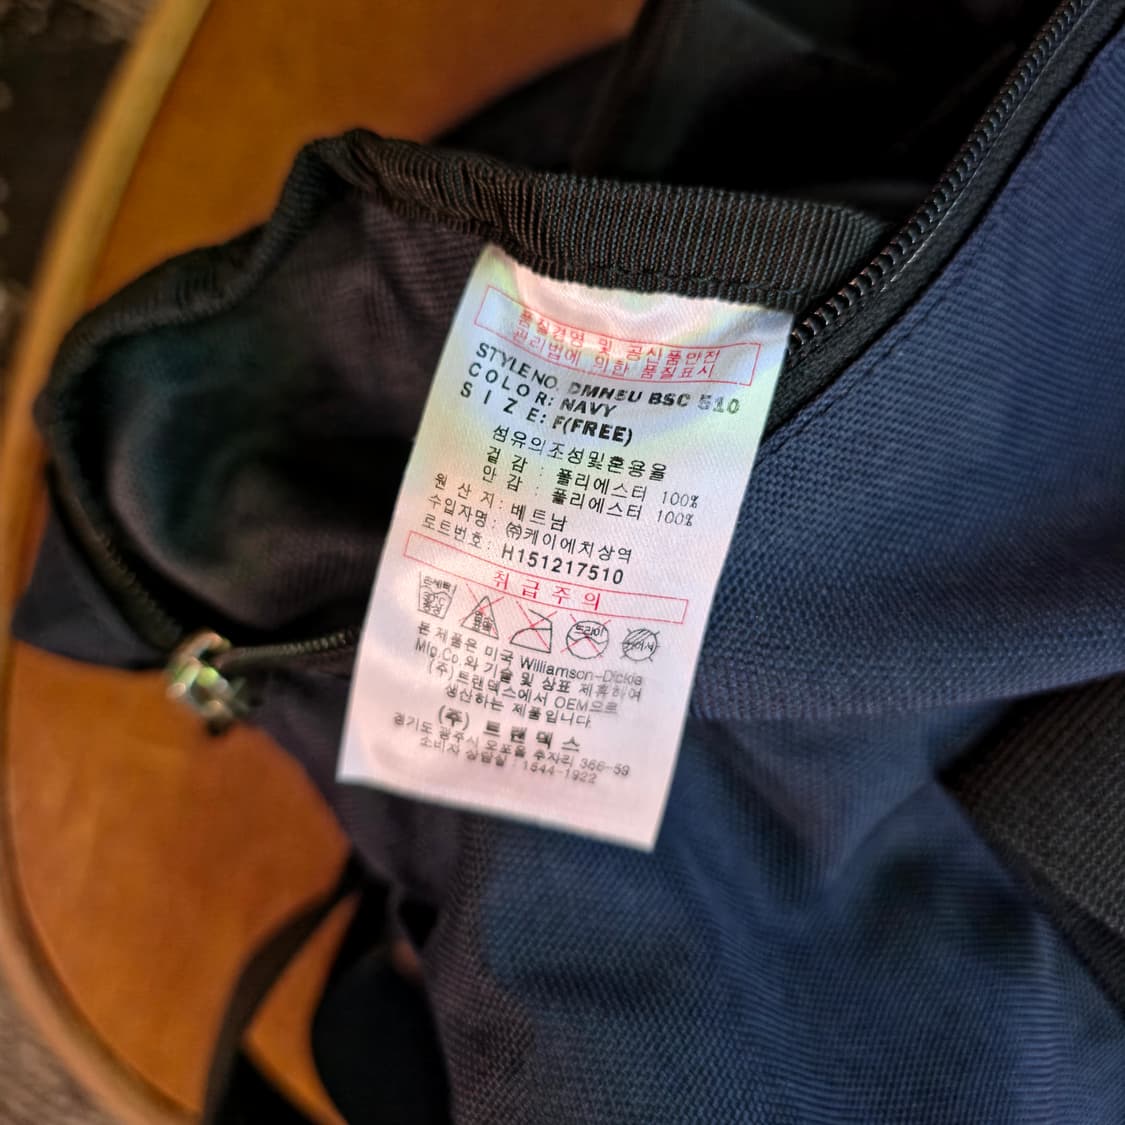 품질경영 및 공산품안전
관리법에 의한 품질표시
STYLE NO. DMHSU BSC 510
COLOR: NAVY
SIZE: F(FREE)
섬유의조성및혼용율
겉 감 : 폴리에스터 100%
안 감 : 폴리에스터 100%
원 산 지 : 베트남
수입자명 : ㈜케이에치상역
로트번호 : H151217510
취 급 주 의
드라이
본 제품은 미국 Williamson-Dickie
Mfg.Co.와 기술 및 상표 제휴하여
(주)트랜덱스에서 OEM으로
생산하는 제품입니다.
(주) 트랜덱스
경기도 광주시 오포읍 추자리 366-59
소비자 상담실 : 1544-1922